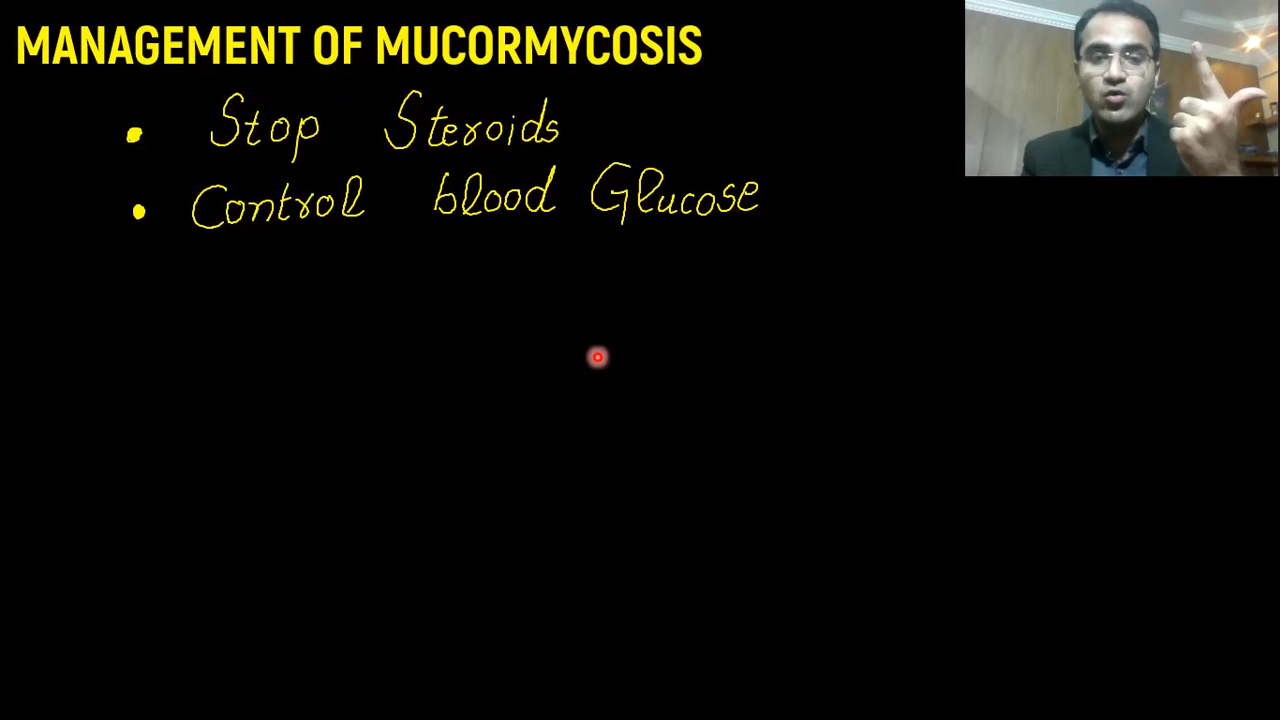 MANAGEMENT OF MUCORMYCOSIS
• Stop Steroids
• Control blood Glucose